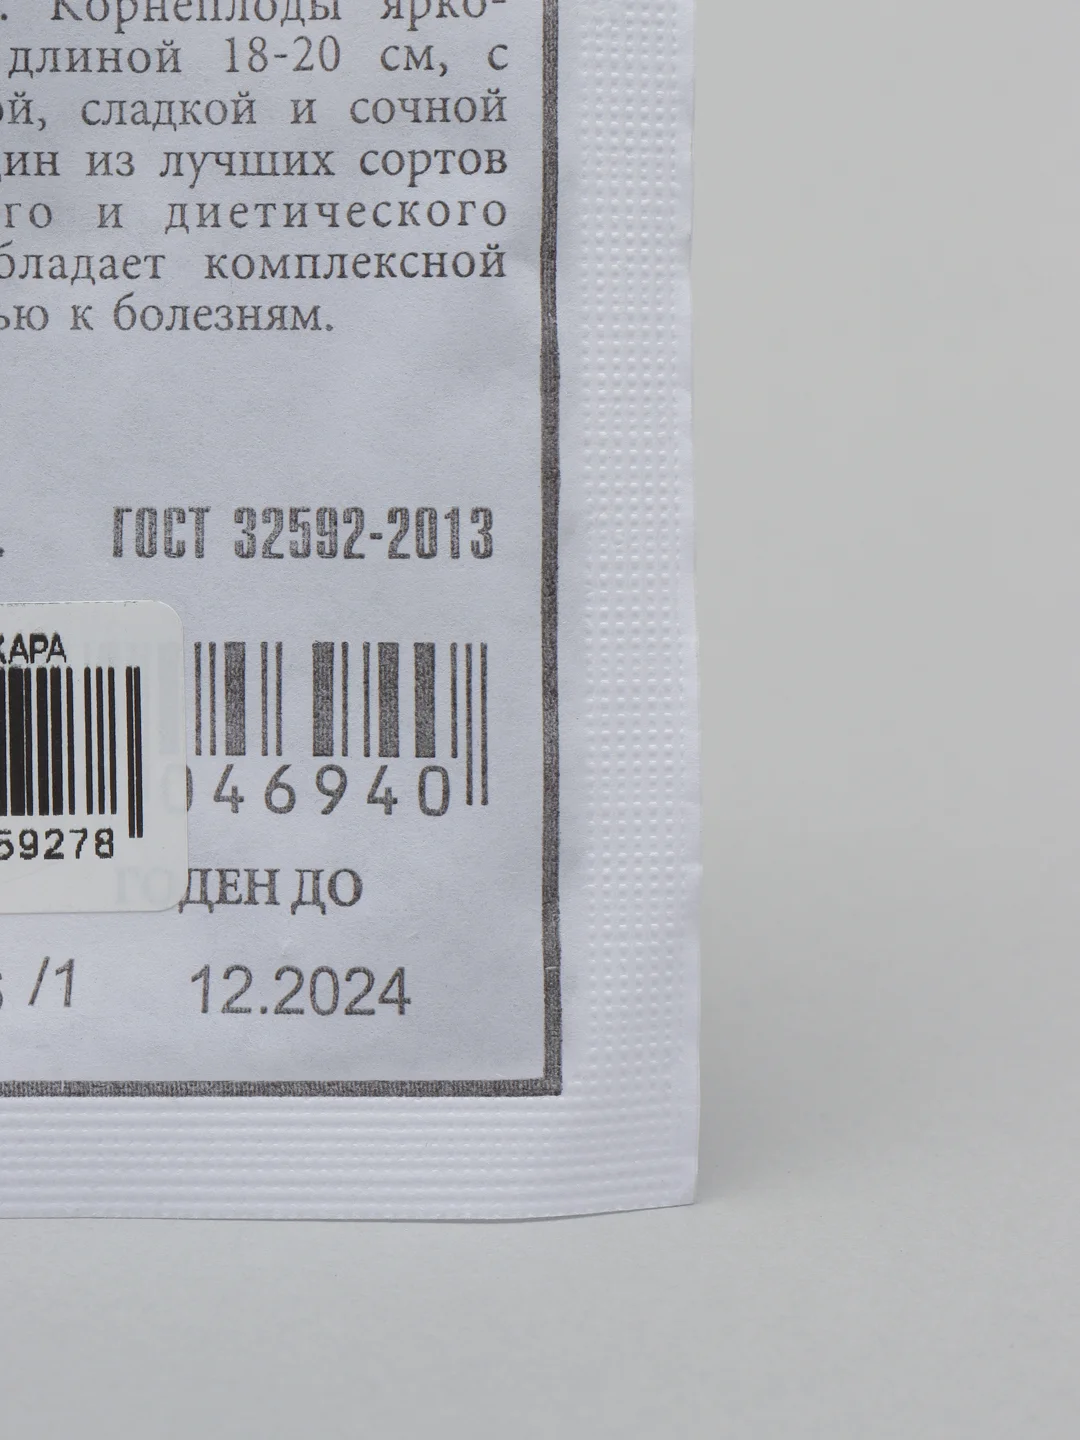 . Корнеплоды ярко-
длиной 18-20 см, с
ой, сладкой и сочной
дин из лучших сортов
го и диетического
бладает комплексной
ью к болезням.
ГОСТ 32592-2013
КАРА
046940
59278
ГОДЕН ДО
/1 12.2024